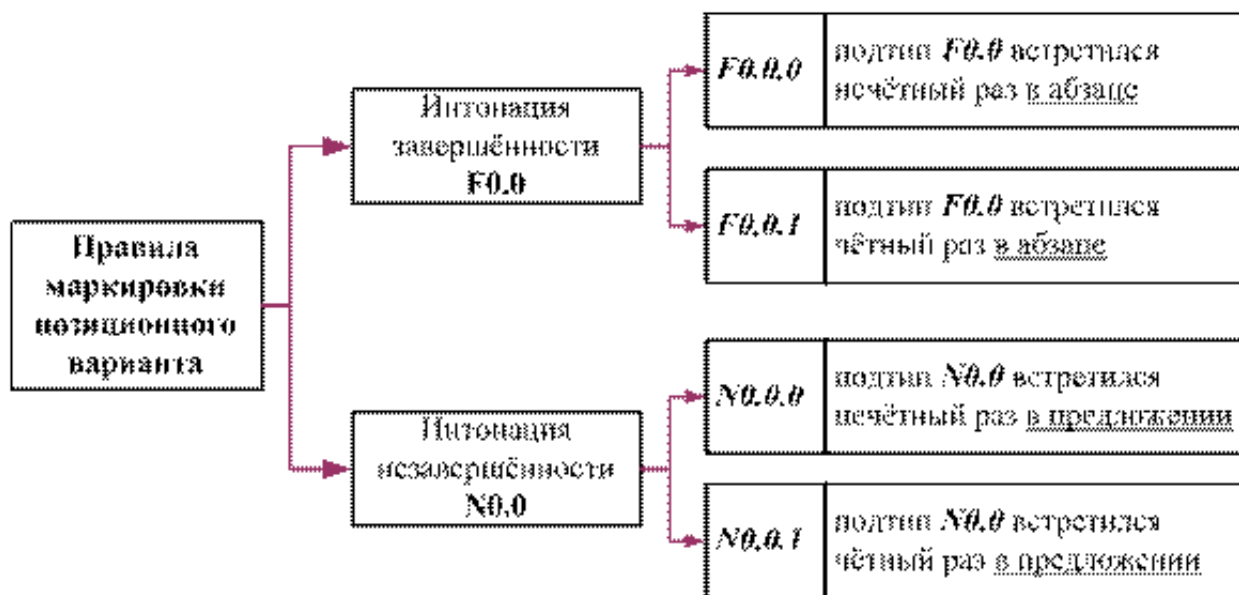 Правила
маркировки
позиционного
варианта
Интонация
завершённости
F0.0
F0.0.0
подтип F0.0 встретился
нечётный раз в абзаце
F0.0.1
подтип F0.0 встретился
чётный раз в абзаце
Интонация
незавершённости
N0.0
N0.0.0
подтип N0.0 встретился
нечётный раз в предложении
N0.0.1
подтип N0.0 встретился
чётный раз в предложении